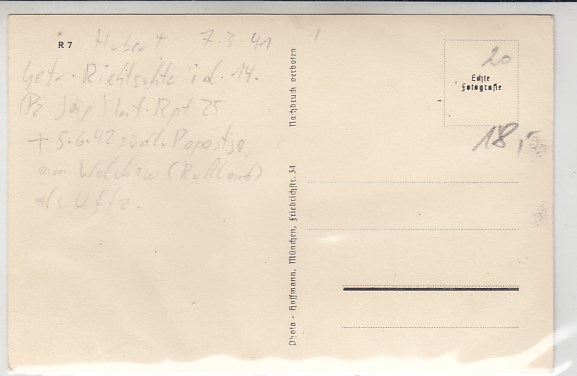 R 7
Hubert 7.3.41
Gefr. Richtschtz i d. 14.
(Pz Jäg) Inf. Rgt 25
+ 5.6.42 südl.
am Wolchow (Rußland)
als Uffz.
Nachdruck verboten
Photo - Hoffmann, München, Friedrichstr. 34
1
20
Echte
Fotografie
18,-